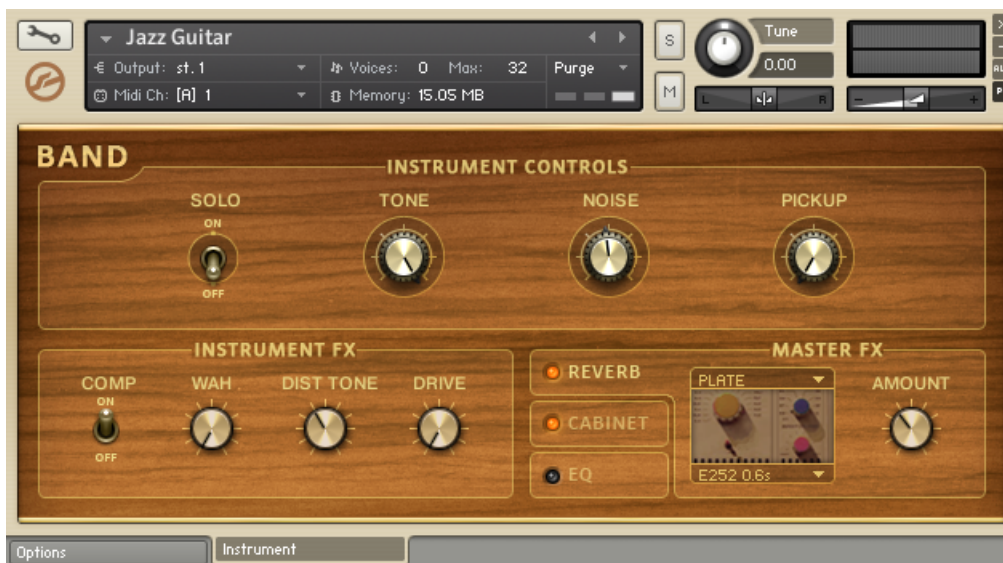 Jazz Guitar
Output: st.1
Voices: 0 Max: 32
Purge
Midi Ch: [A] 1
Memory: 15.05 MB
S
M
Tune
0.00
L
R
BAND
INSTRUMENT CONTROLS
SOLO
TONE
NOISE
PICKUP
ON
OFF
INSTRUMENT FX
COMP
WAH
DIST TONE
DRIVE
ON
OFF
MASTER FX
REVERB
CABINET
EQ
PLATE
E252 0.6s
AMOUNT
Options
Instrument